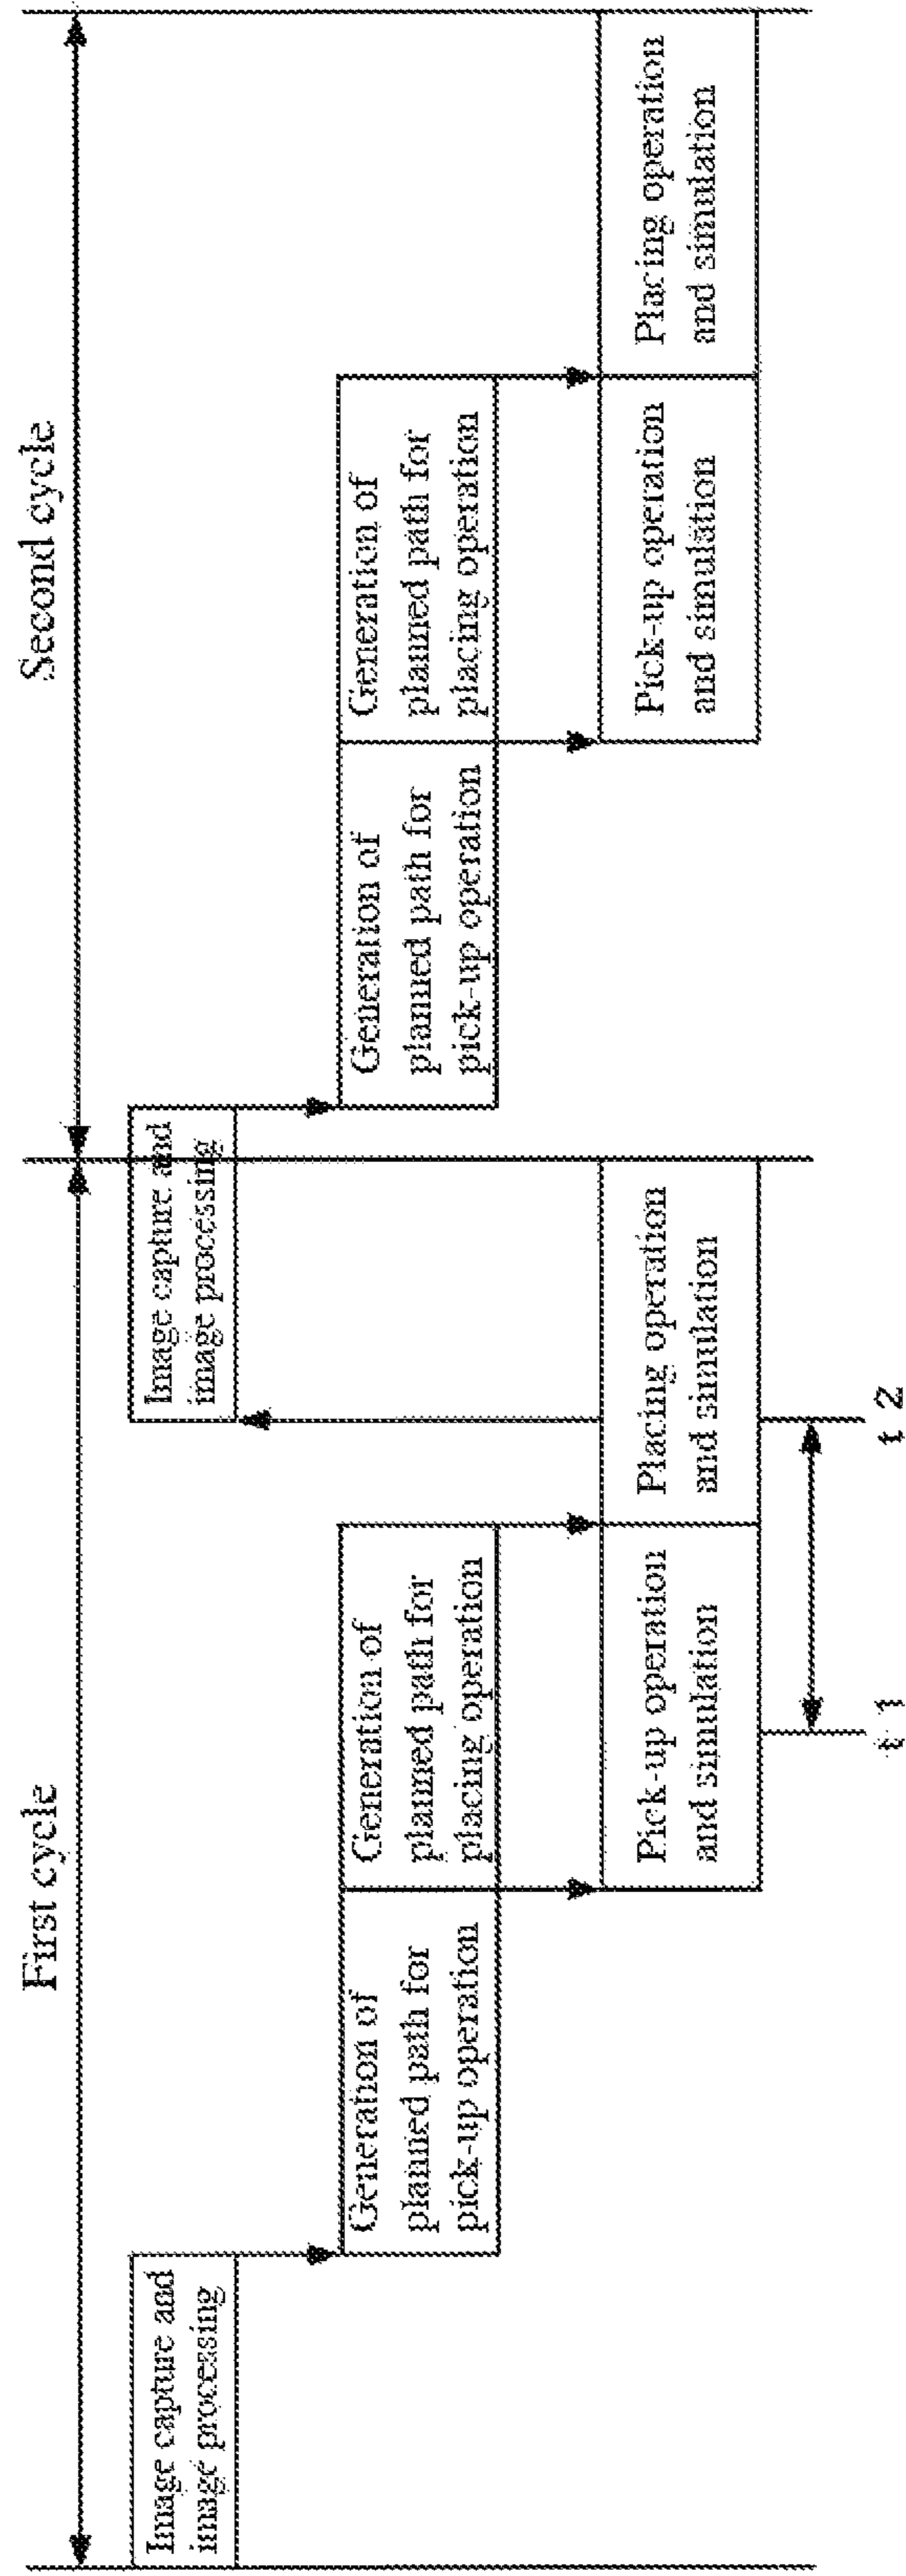 First cycle
Second cycle
Image capture and
image processing
Generation of
planned path for
pick-up operation
Generation of
planned path for
placing operation
Pick-up operation
and simulation
Placing operation
and simulation
t 1
t 2
Image capture and
image processing
Generation of
planned path for
pick-up operation
Generation of
planned path for
placing operation
Pick-up operation
and simulation
Placing operation
and simulation